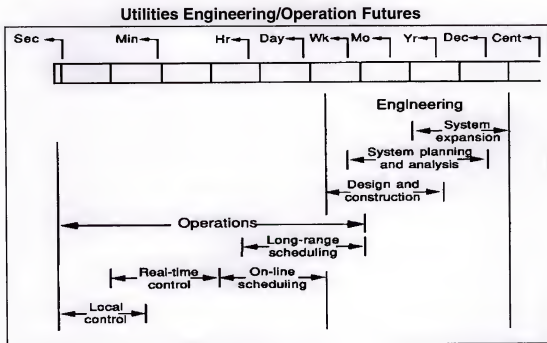 Utilities Engineering/Operation Futures
Sec Min Hr Day Wk Mo Yr Dec Cent
Engineering
System
expansion
System planning
and analysis
Design and
construction
Operations
Long-range
scheduling
Real-time
control
On-line
scheduling
Local
control